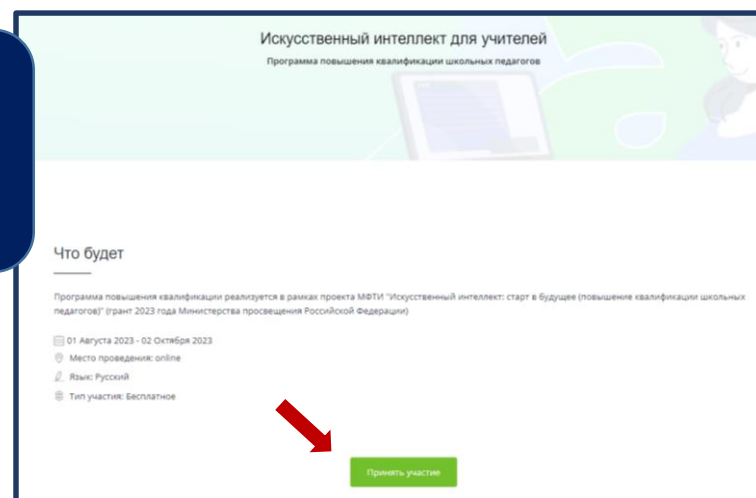 Искусственный интеллект для учителей
Программа повышения квалификации школьных педагогов
Что будет
Программа повышения квалификации реализуется в рамках проекта МФТИ "Искусственный интеллект: старт в будущее (повышение квалификации школьных
педагогов)" (грант 2023 года Министерства просвещения Российской Федерации)
01 Августа 2023 - 02 Октября 2023
Место проведения: online
Язык: Русский
Тип участия: Бесплатное
Принять участие